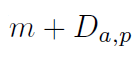 m + D_{a,p}